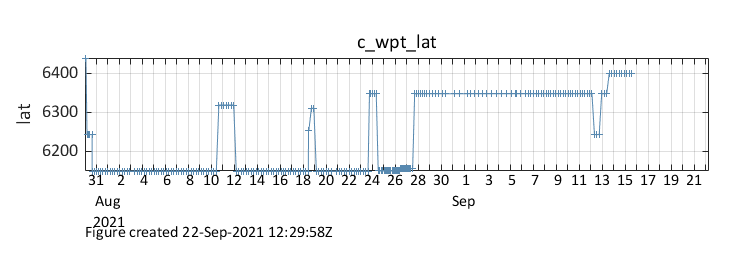 c_wpt_lat
6400
6300
6200
lat
31 2 4 6 8 10 12 14 16 18 20 22 24 26 28 30 1 3 5 7 9 11 13 15 17 19 21
Aug Sep
2021
Figure created 22-Sep-2021 12:29:58Z